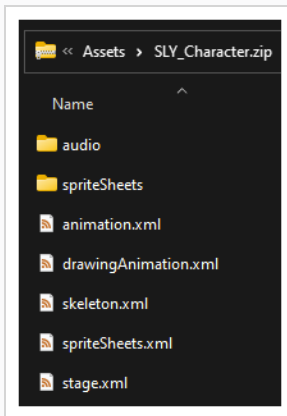 « Assets › SLY_Character.zip
Name
audio
spriteSheets
animation.xml
drawingAnimation.xml
skeleton.xml
spriteSheets.xml
stage.xml